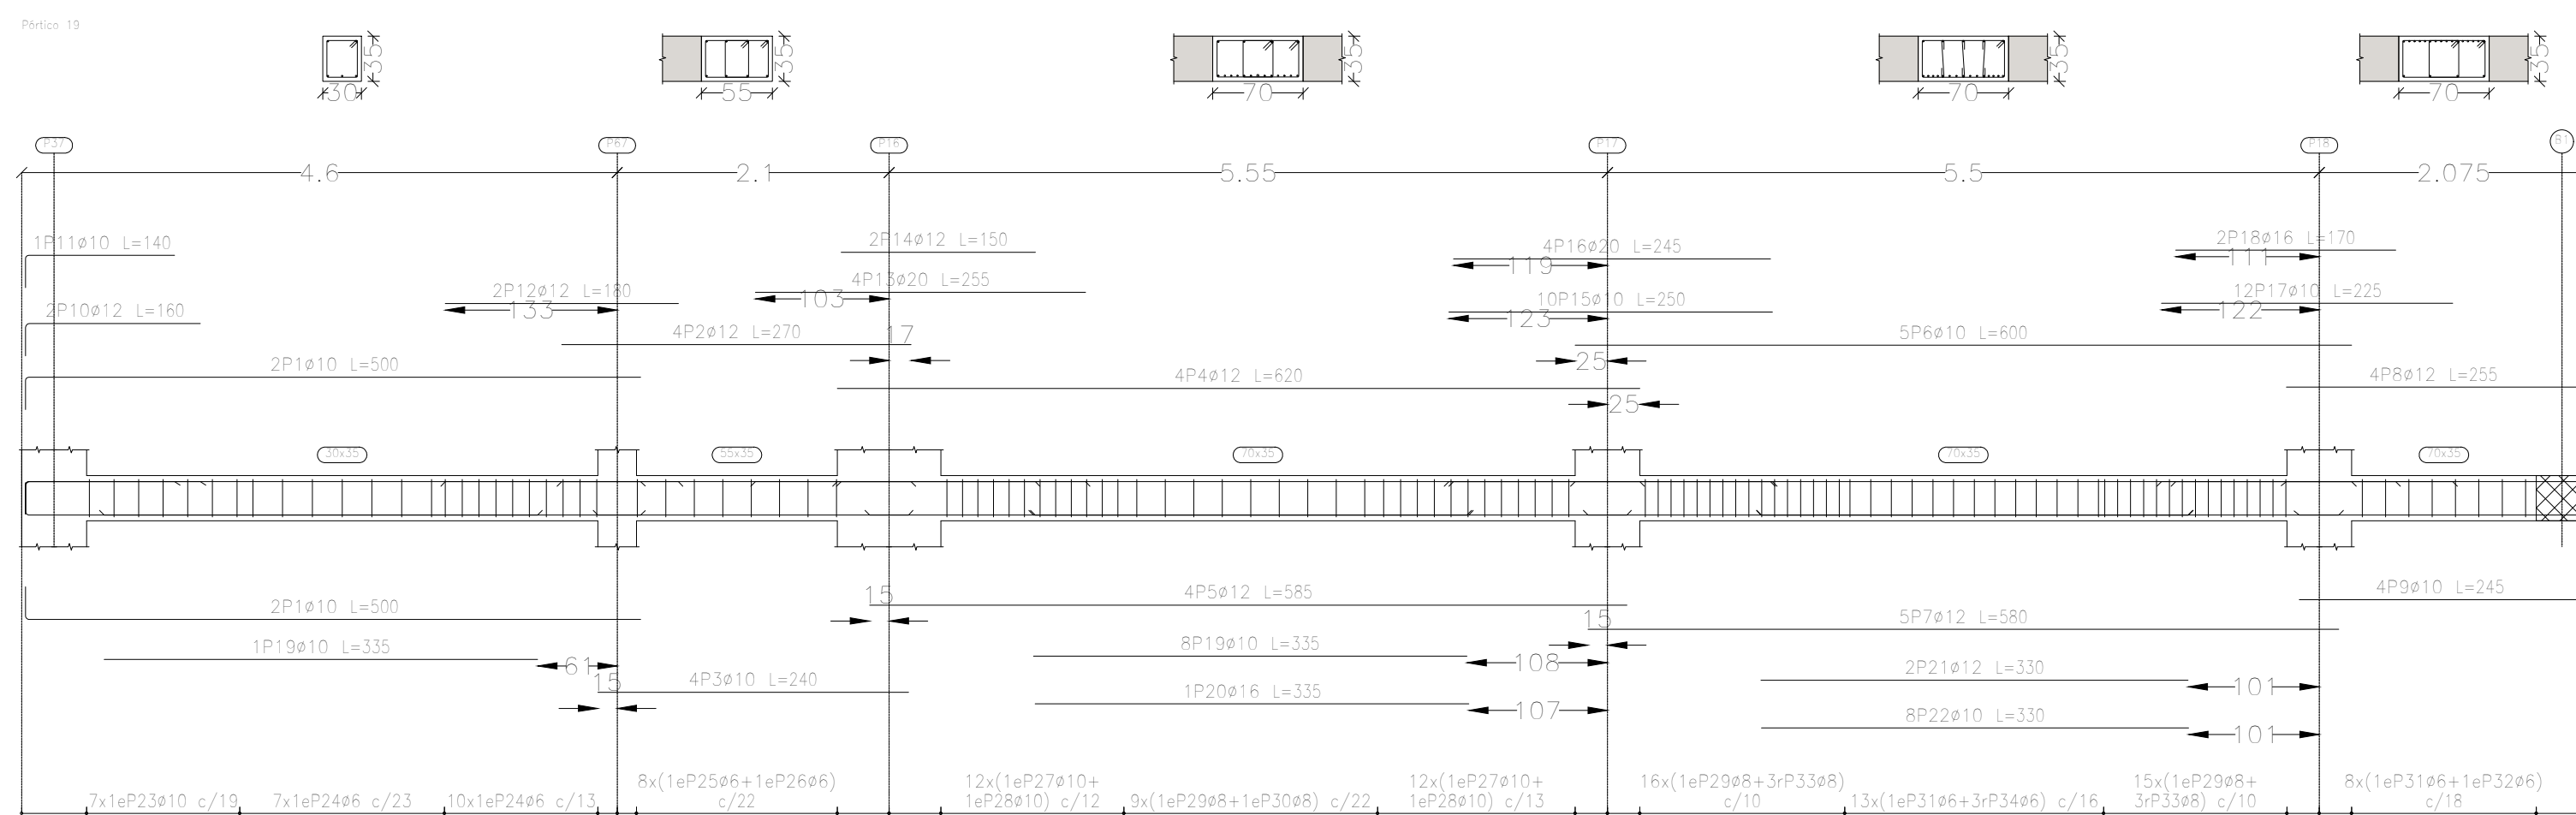 Pórtico 19
30 35
55 35
70 35
70 35
70 35
P37 P67 P16 P17 P18 B1
4.6 2.1 5.55 5.5 2.075
1P11ø10 L=140
2P14ø12 L=150
4P16ø20 L=245
119
2P18ø16 L=170
111
2P12ø12 L=180
133
4P13ø20 L=255
103
10P15ø10 L=250
123
12P17ø10 L=225
122
2P10ø12 L=160
4P2ø12 L=270
17
5P6ø10 L=600
25
2P1ø10 L=500
4P4ø12 L=620
25
4P8ø12 L=255
30x35 55x35 70x35 70x35 70x35
2P1ø10 L=500
15
4P5ø12 L=585
15
5P7ø12 L=580
4P9ø10 L=245
1P19ø10 L=335
61
15
4P3ø10 L=240
8P19ø10 L=335
108
1P20ø16 L=335
107
2P21ø12 L=330
101
8P22ø10 L=330
101
7x1eP23ø10 c/19
7x1eP24ø6 c/23
10x1eP24ø6 c/13
8x(1eP25ø6+1eP26ø6)
c/22
12x(1eP27ø10+
1eP28ø10) c/12
9x(1eP29ø8+1eP30ø8) c/22
12x(1eP27ø10+
1eP28ø10) c/13
16x(1eP29ø8+3rP33ø8)
c/10
13x(1eP31ø6+3rP34ø6) c/16
15x(1eP29ø8+
3rP33ø8) c/10
8x(1eP31ø6+1eP32ø6)
c/18